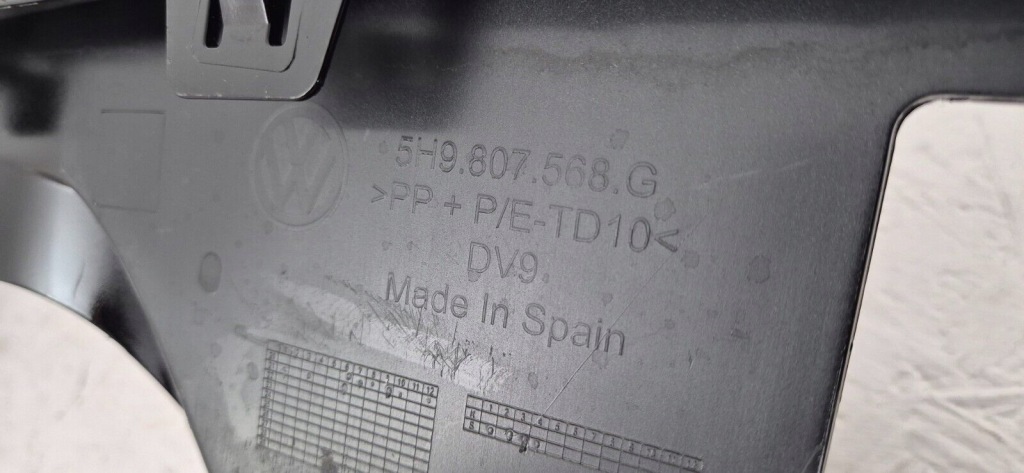 5H9.807.568.G
>PP + P/E-TD10<
DV9
Made In Spain